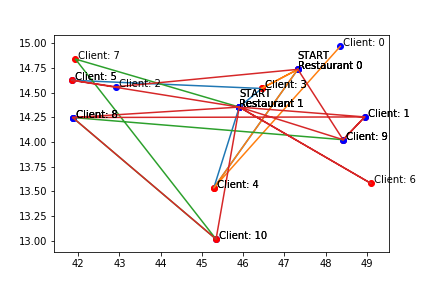 15.00
14.75
14.50
14.25
14.00
13.75
13.50
13.25
13.00
Client: 0
START
Restaurant 0
Client: 7
Client: 5
Client: 2
Client: 3
START
Restaurant 1
Client: 8
Client: 1
Client: 9
Client: 4
Client: 6
Client: 10
42 43 44 45 46 47 48 49